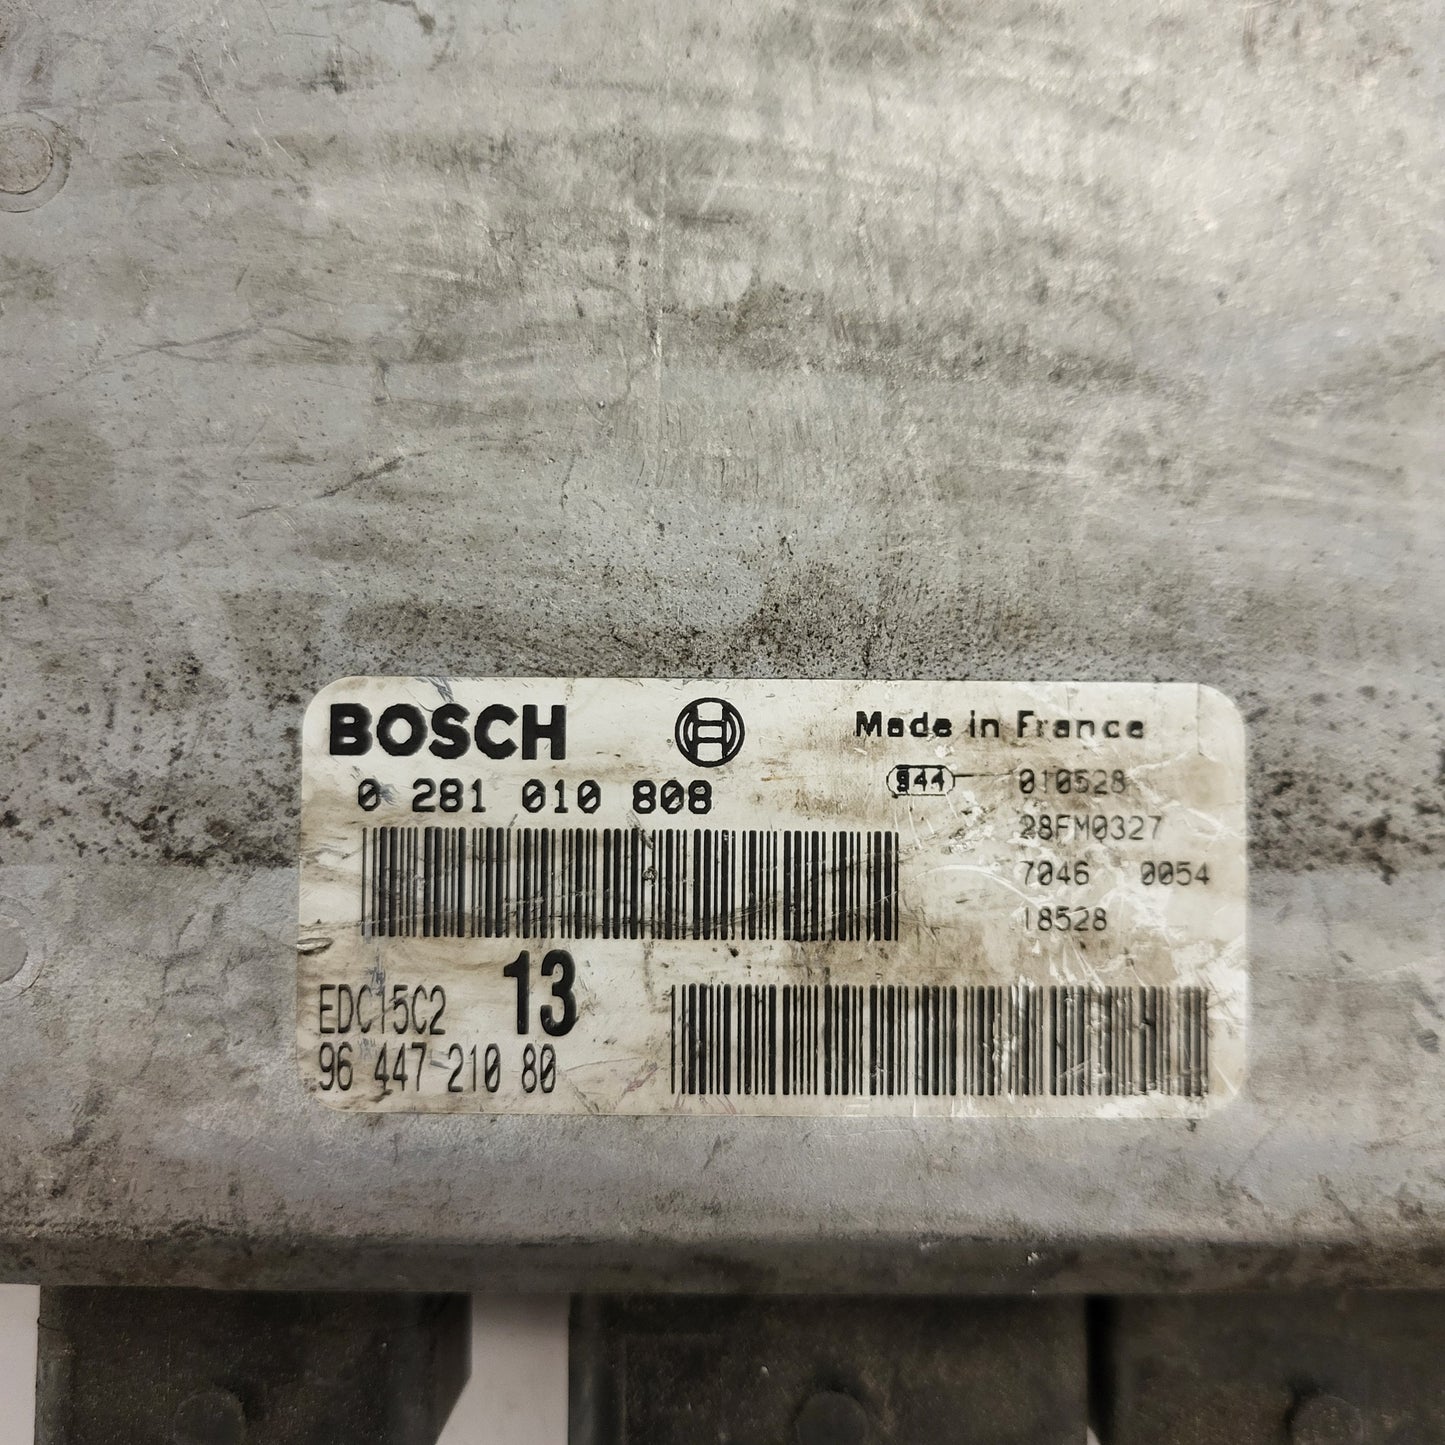 BOSCH
Made in France
0 281 010 808
944 010528
28FM0327
7046 0054
18528
EDC15C2 13
96 447 210 80